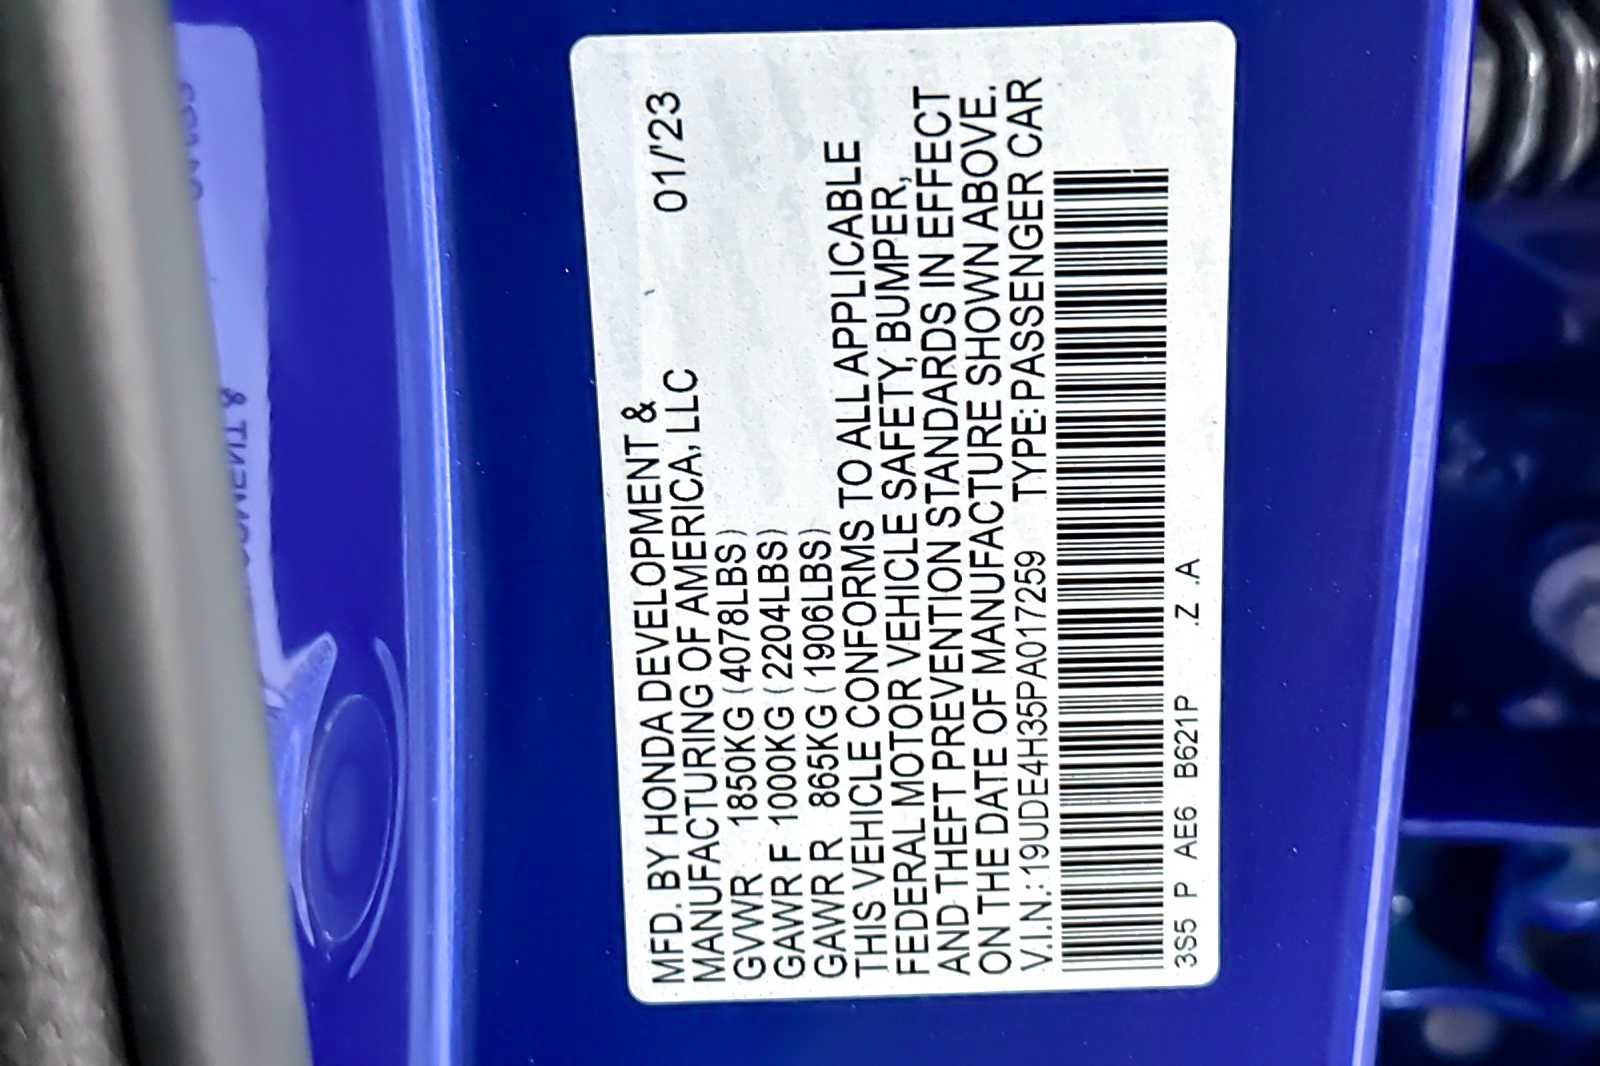 MFD. BY HONDA DEVELOPMENT &
MANUFACTURING OF AMERICA, LLC 01/'23
GVWR 1850KG (4078LBS)
GAWR F 1000KG (2204LBS)
GAWR R 865KG (1906LBS)
THIS VEHICLE CONFORMS TO ALL APPLICABLE
FEDERAL MOTOR VEHICLE SAFETY, BUMPER,
AND THEFT PREVENTION STANDARDS IN EFFECT
ON THE DATE OF MANUFACTURE SHOWN ABOVE.
V.I.N.:19UDE4H35PA017259 TYPE:PASSENGER CAR
3S5 P AE6 B621P .Z .A